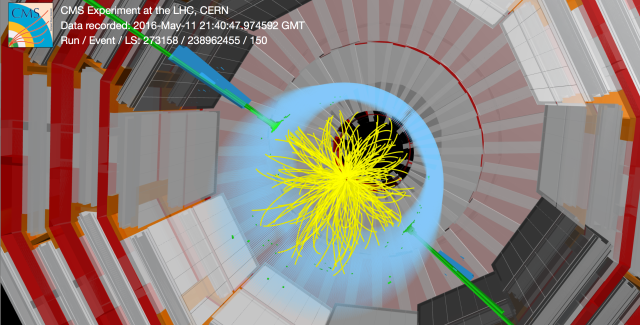 CMS
CMS Experiment at the LHC, CERN
Data recorded: 2016-May-11 21:40:47.974592 GMT
Run / Event / LS: 273158 / 238962455 / 150